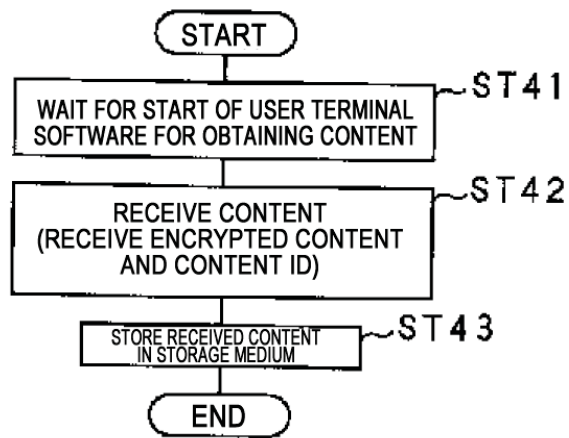 START
WAIT FOR START OF USER TERMINAL
SOFTWARE FOR OBTAINING CONTENT
ST41
RECEIVE CONTENT
(RECEIVE ENCRYPTED CONTENT
AND CONTENT ID)
ST42
STORE RECEIVED CONTENT
IN STORAGE MEDIUM
ST43
END